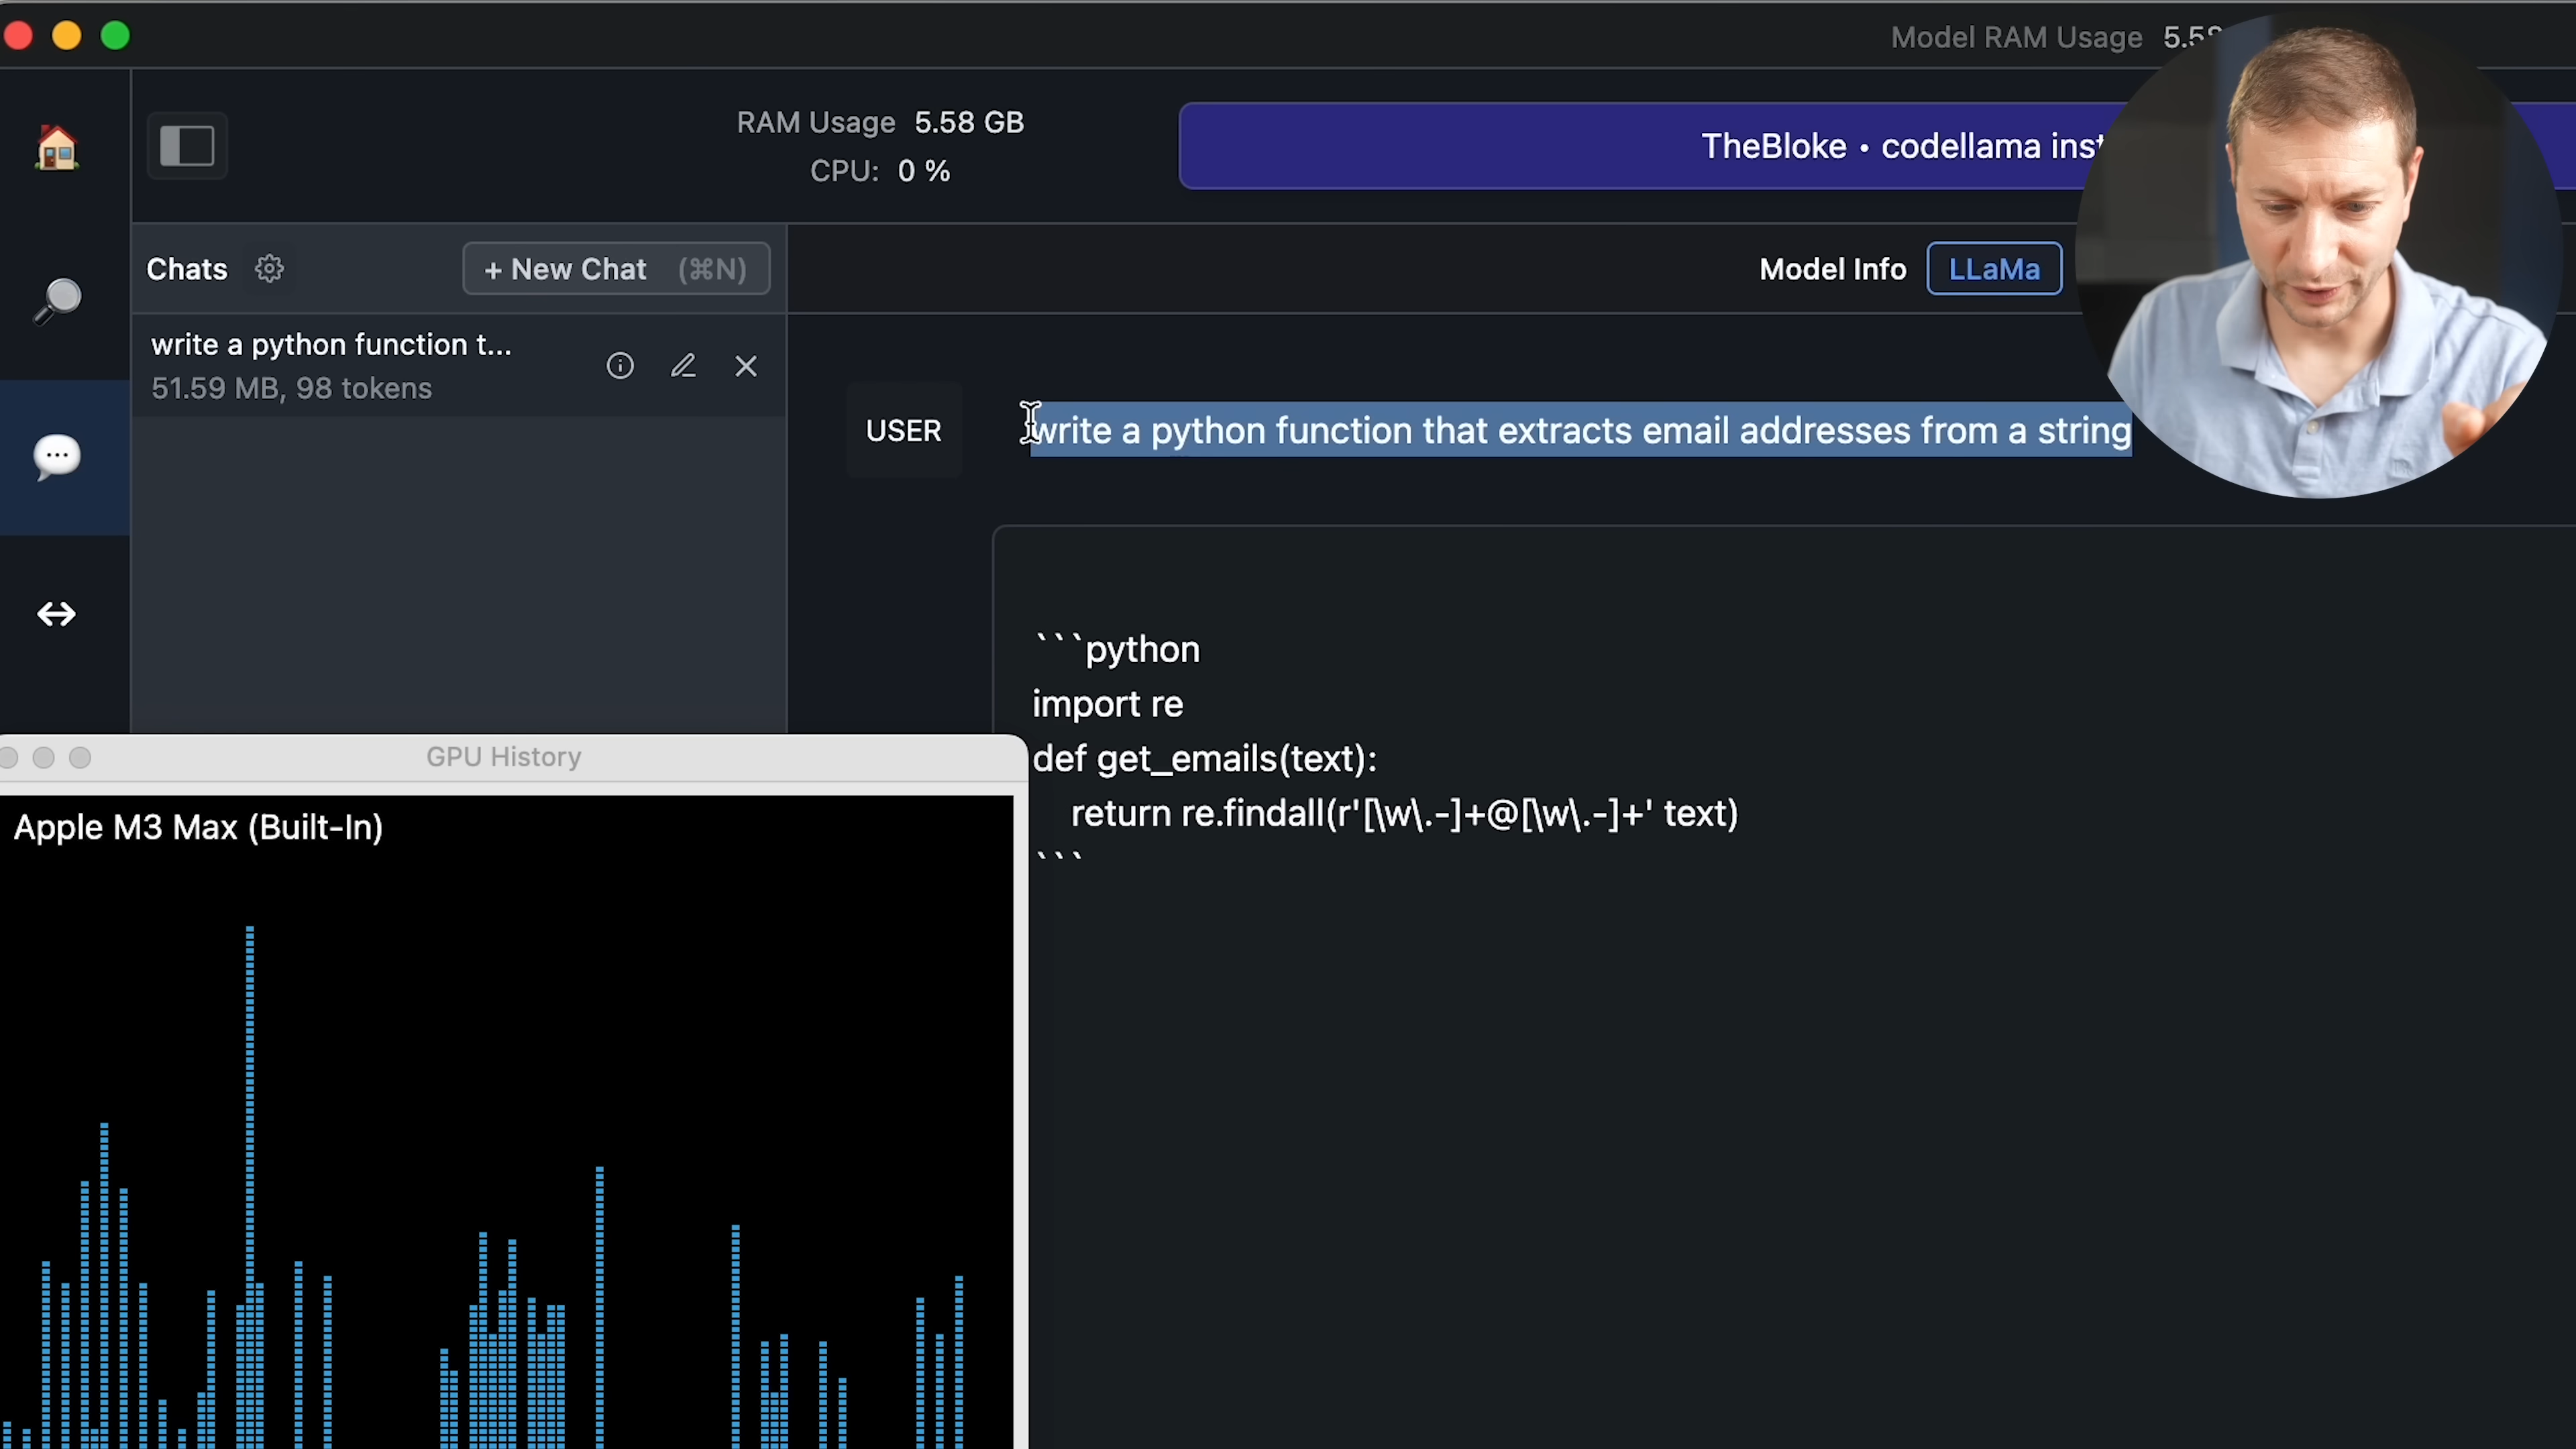 Model RAM Usage
RAM Usage 5.58 GB
CPU: 0 %
TheBloke • codellama
Chats
+ New Chat (⌘N)
Model Info LLaMa
write a python function t...
51.59 MB, 98 tokens
USER
write a python function that extracts email addresses from a string
```python
import re
def get_emails(text):
return re.findall(r'[\w\.-]+@[\w\.-]+' text)
```
GPU History
Apple M3 Max (Built-In)